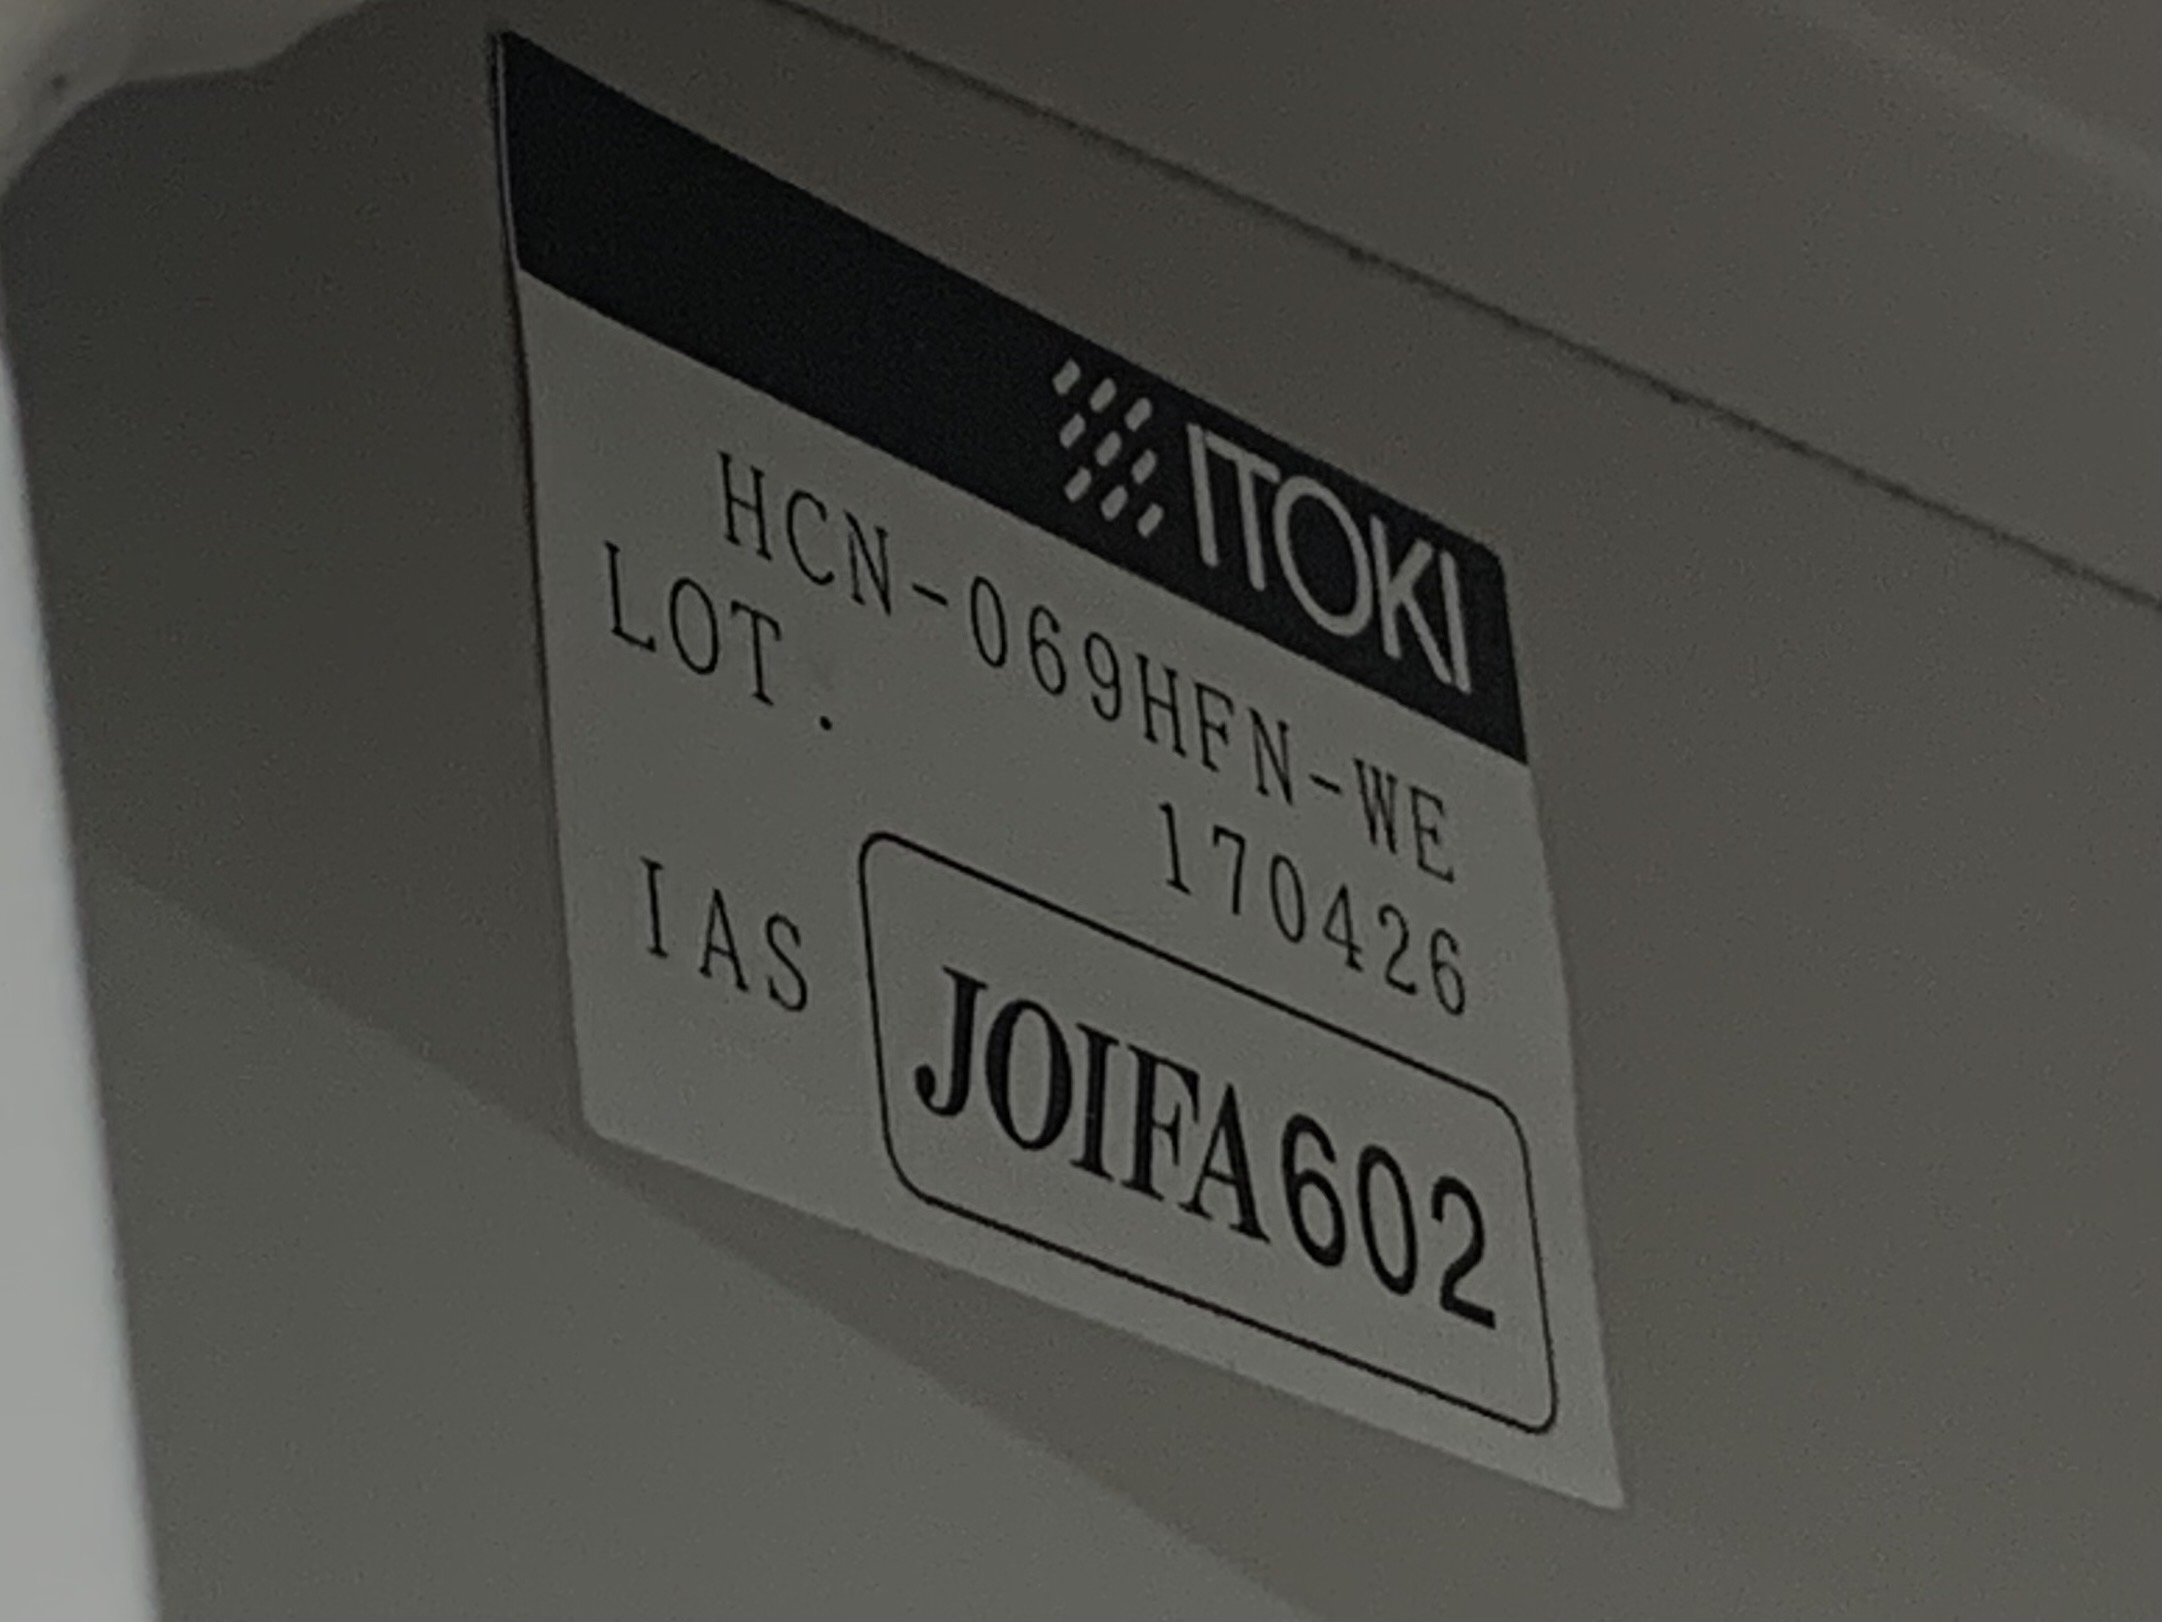 ITOKI
HCN-069HFN-WE
LOT. 170426
IAS JOIFA602